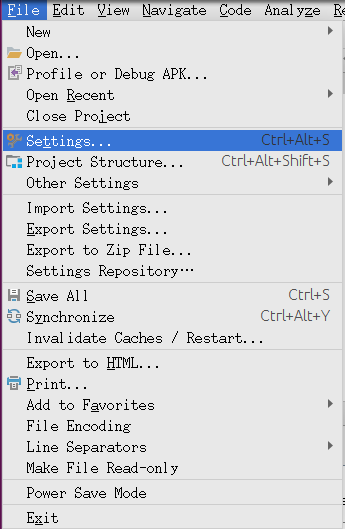 File Edit View Navigate Code Analyze Re
New
Open...
Profile or Debug APK...
Open Recent
Close Project
Settings... Ctrl+Alt+S
Project Structure... Ctrl+Alt+Shift+S
Other Settings
Import Settings...
Export Settings...
Export to Zip File...
Settings Repository…
Save All Ctrl+S
Synchronize Ctrl+Alt+Y
Invalidate Caches / Restart...
Export to HTML...
Print...
Add to Favorites
File Encoding
Line Separators
Make File Read-only
Power Save Mode
Exit